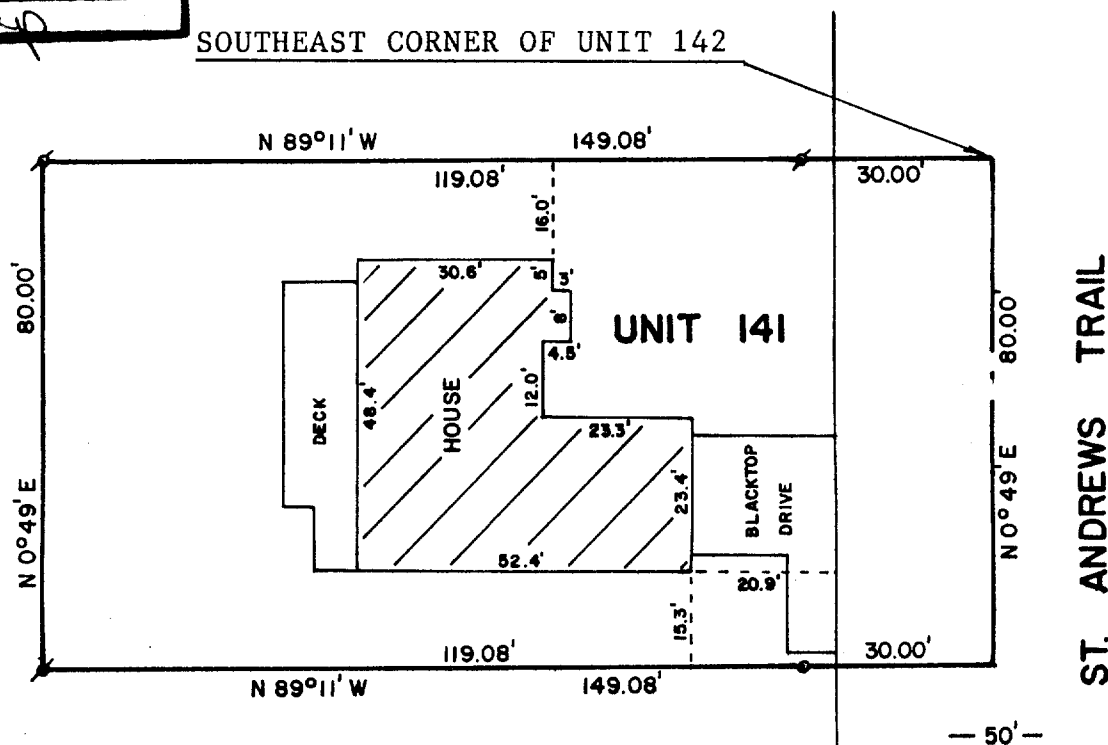 SOUTHEAST CORNER OF UNIT 142
N 89°11' W
149.08'
119.08'
30.00'
16.0'
80.00'
30.6'
5'
3'
8'
UNIT 141
80.00'
4.5'
DECK
48.4'
HOUSE
12.0'
23.3'
ST. ANDREWS TRAIL
23.4'
BLACKTOP
DRIVE
N 0°49' E
N 0°49' E
52.4'
20.9'
15.3'
119.08'
30.00'
N 89°11' W
149.08'
— 50' —